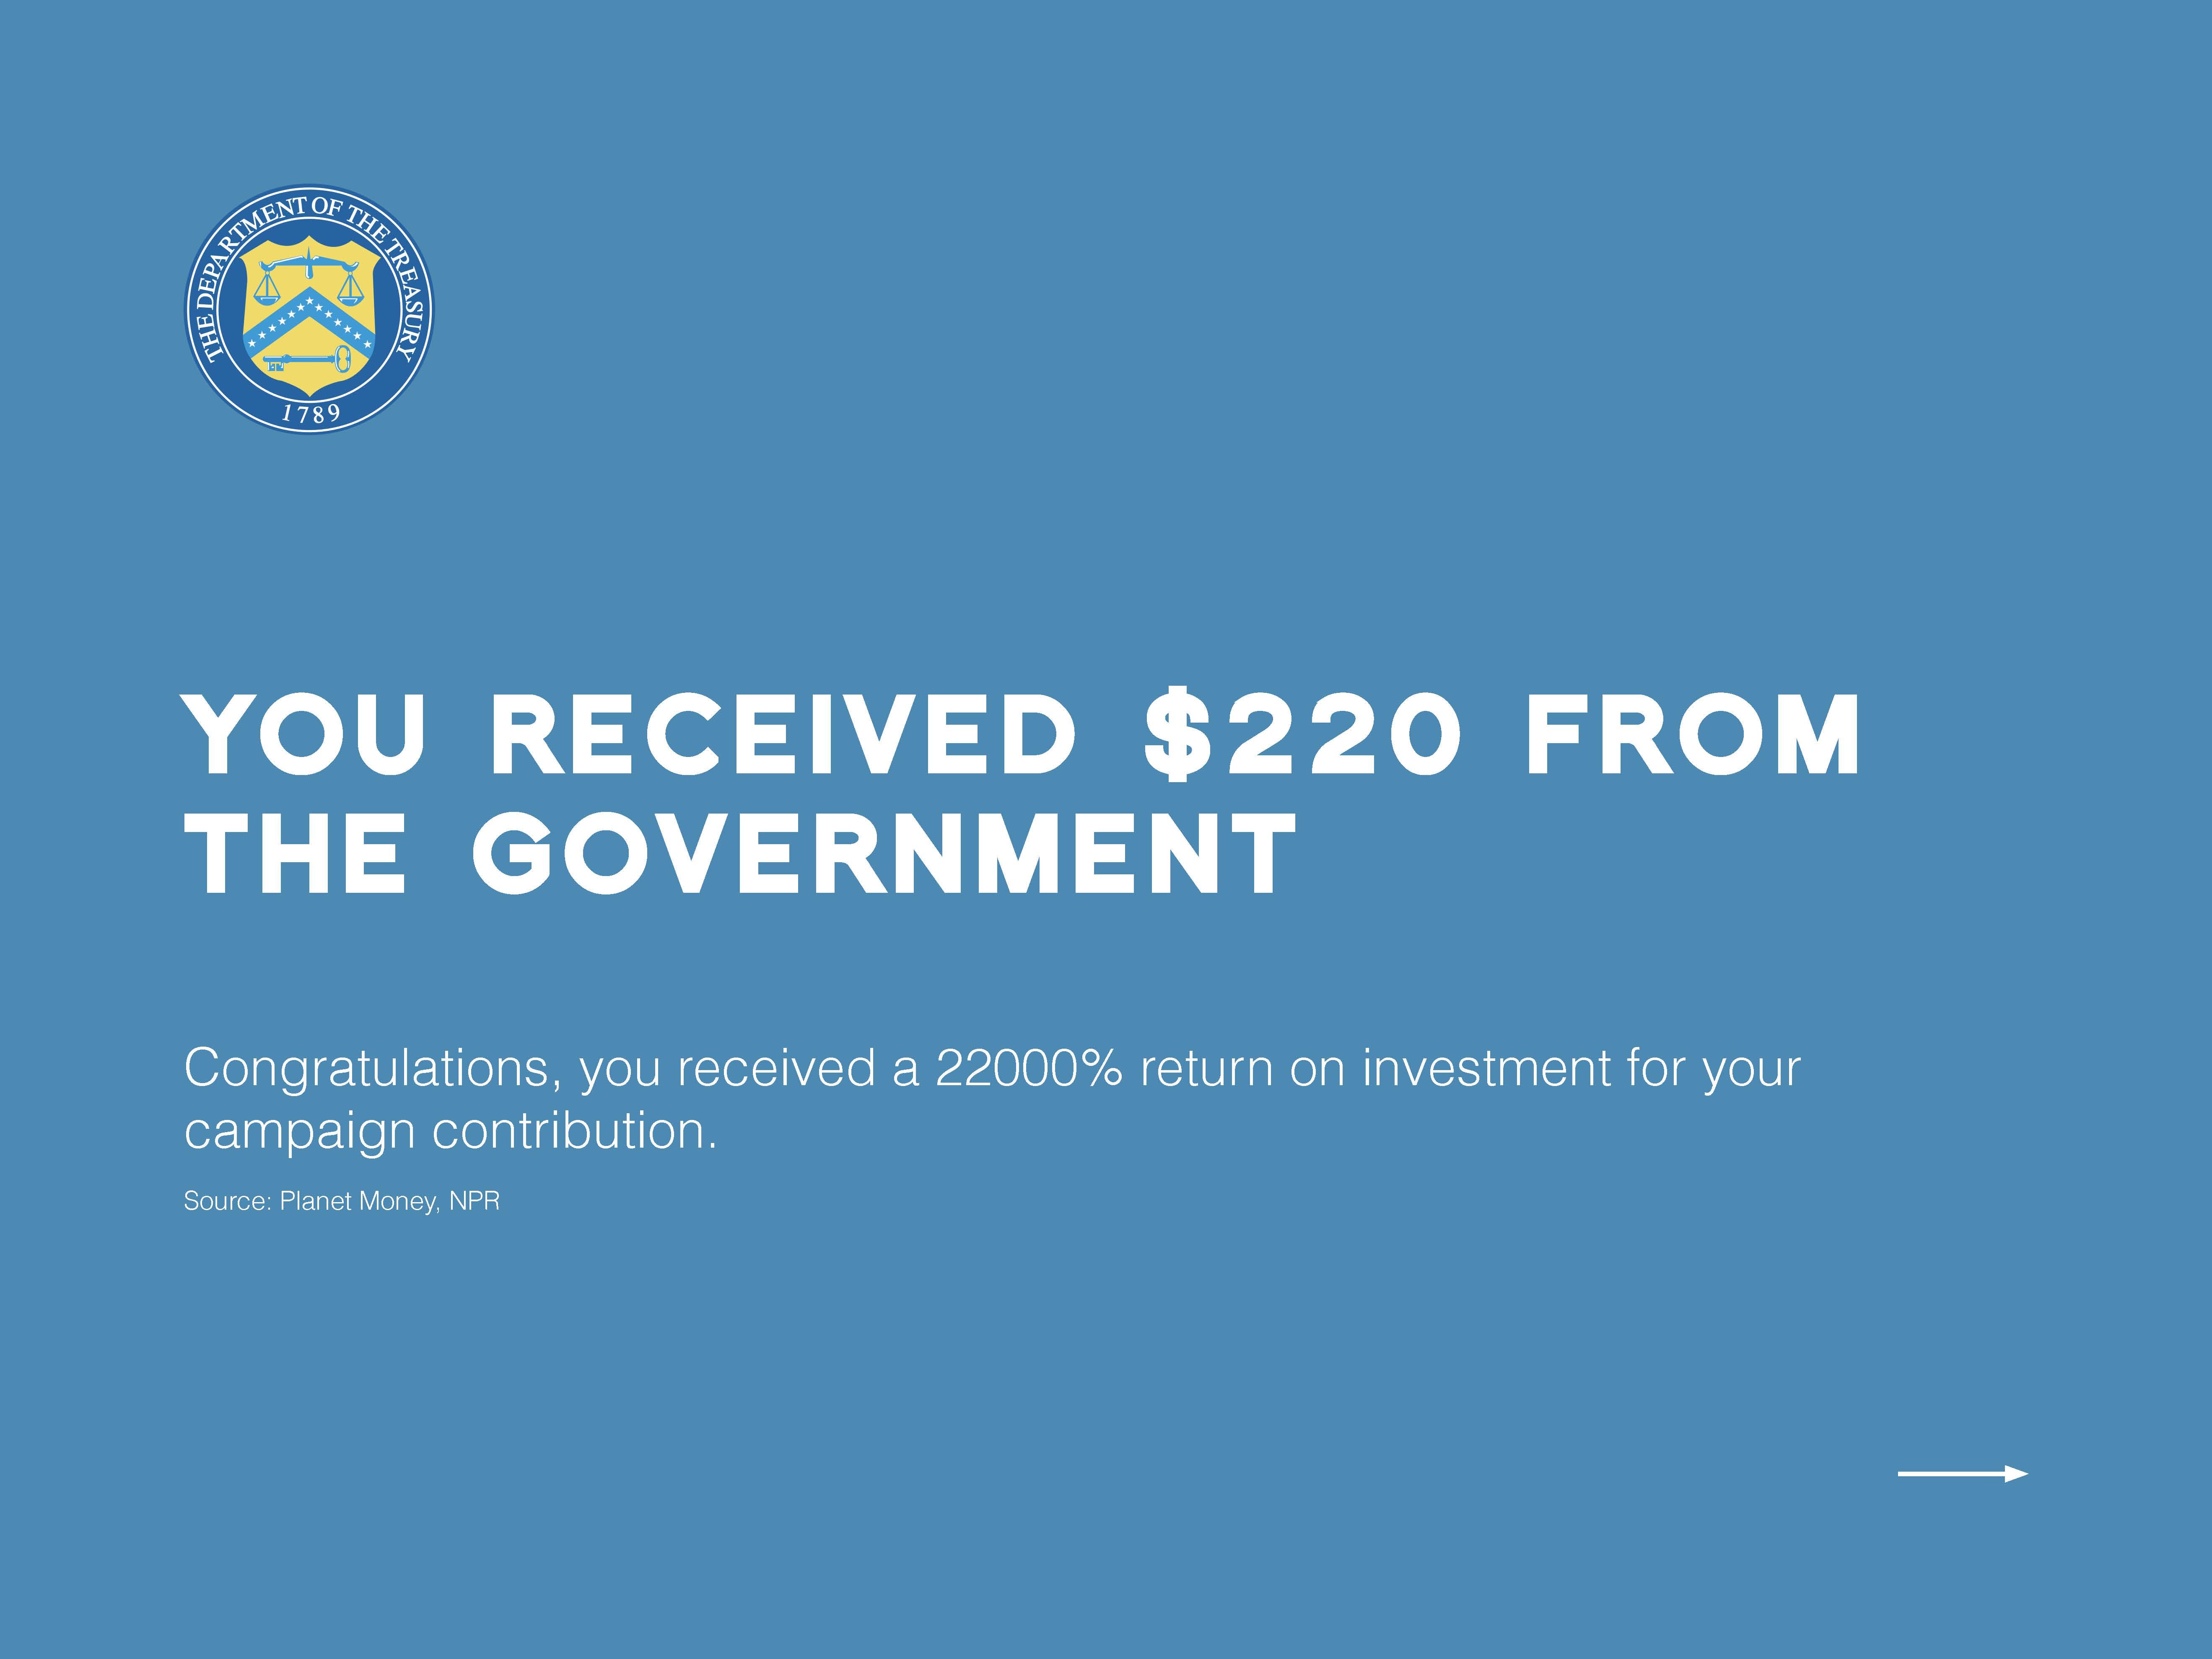 THE DEPARTMENT OF THE TREASURY
1789
YOU RECEIVED $220 FROM
THE GOVERNMENT
Congratulations, you received a 22000% return on investment for your
campaign contribution.
Source: Planet Money, NPR